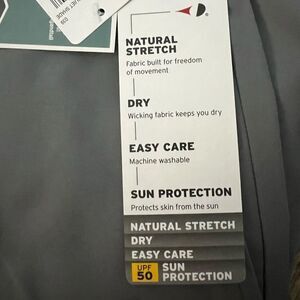 NATURAL
STRETCH
Fabric built for freedom
of movement
DRY
Wicking fabric keeps you dry
EASY CARE
Machine washable
SUN PROTECTION
Protects skin from the sun
NATURAL STRETCH
DRY
EASY CARE
UPF
50
SUN
PROTECTION